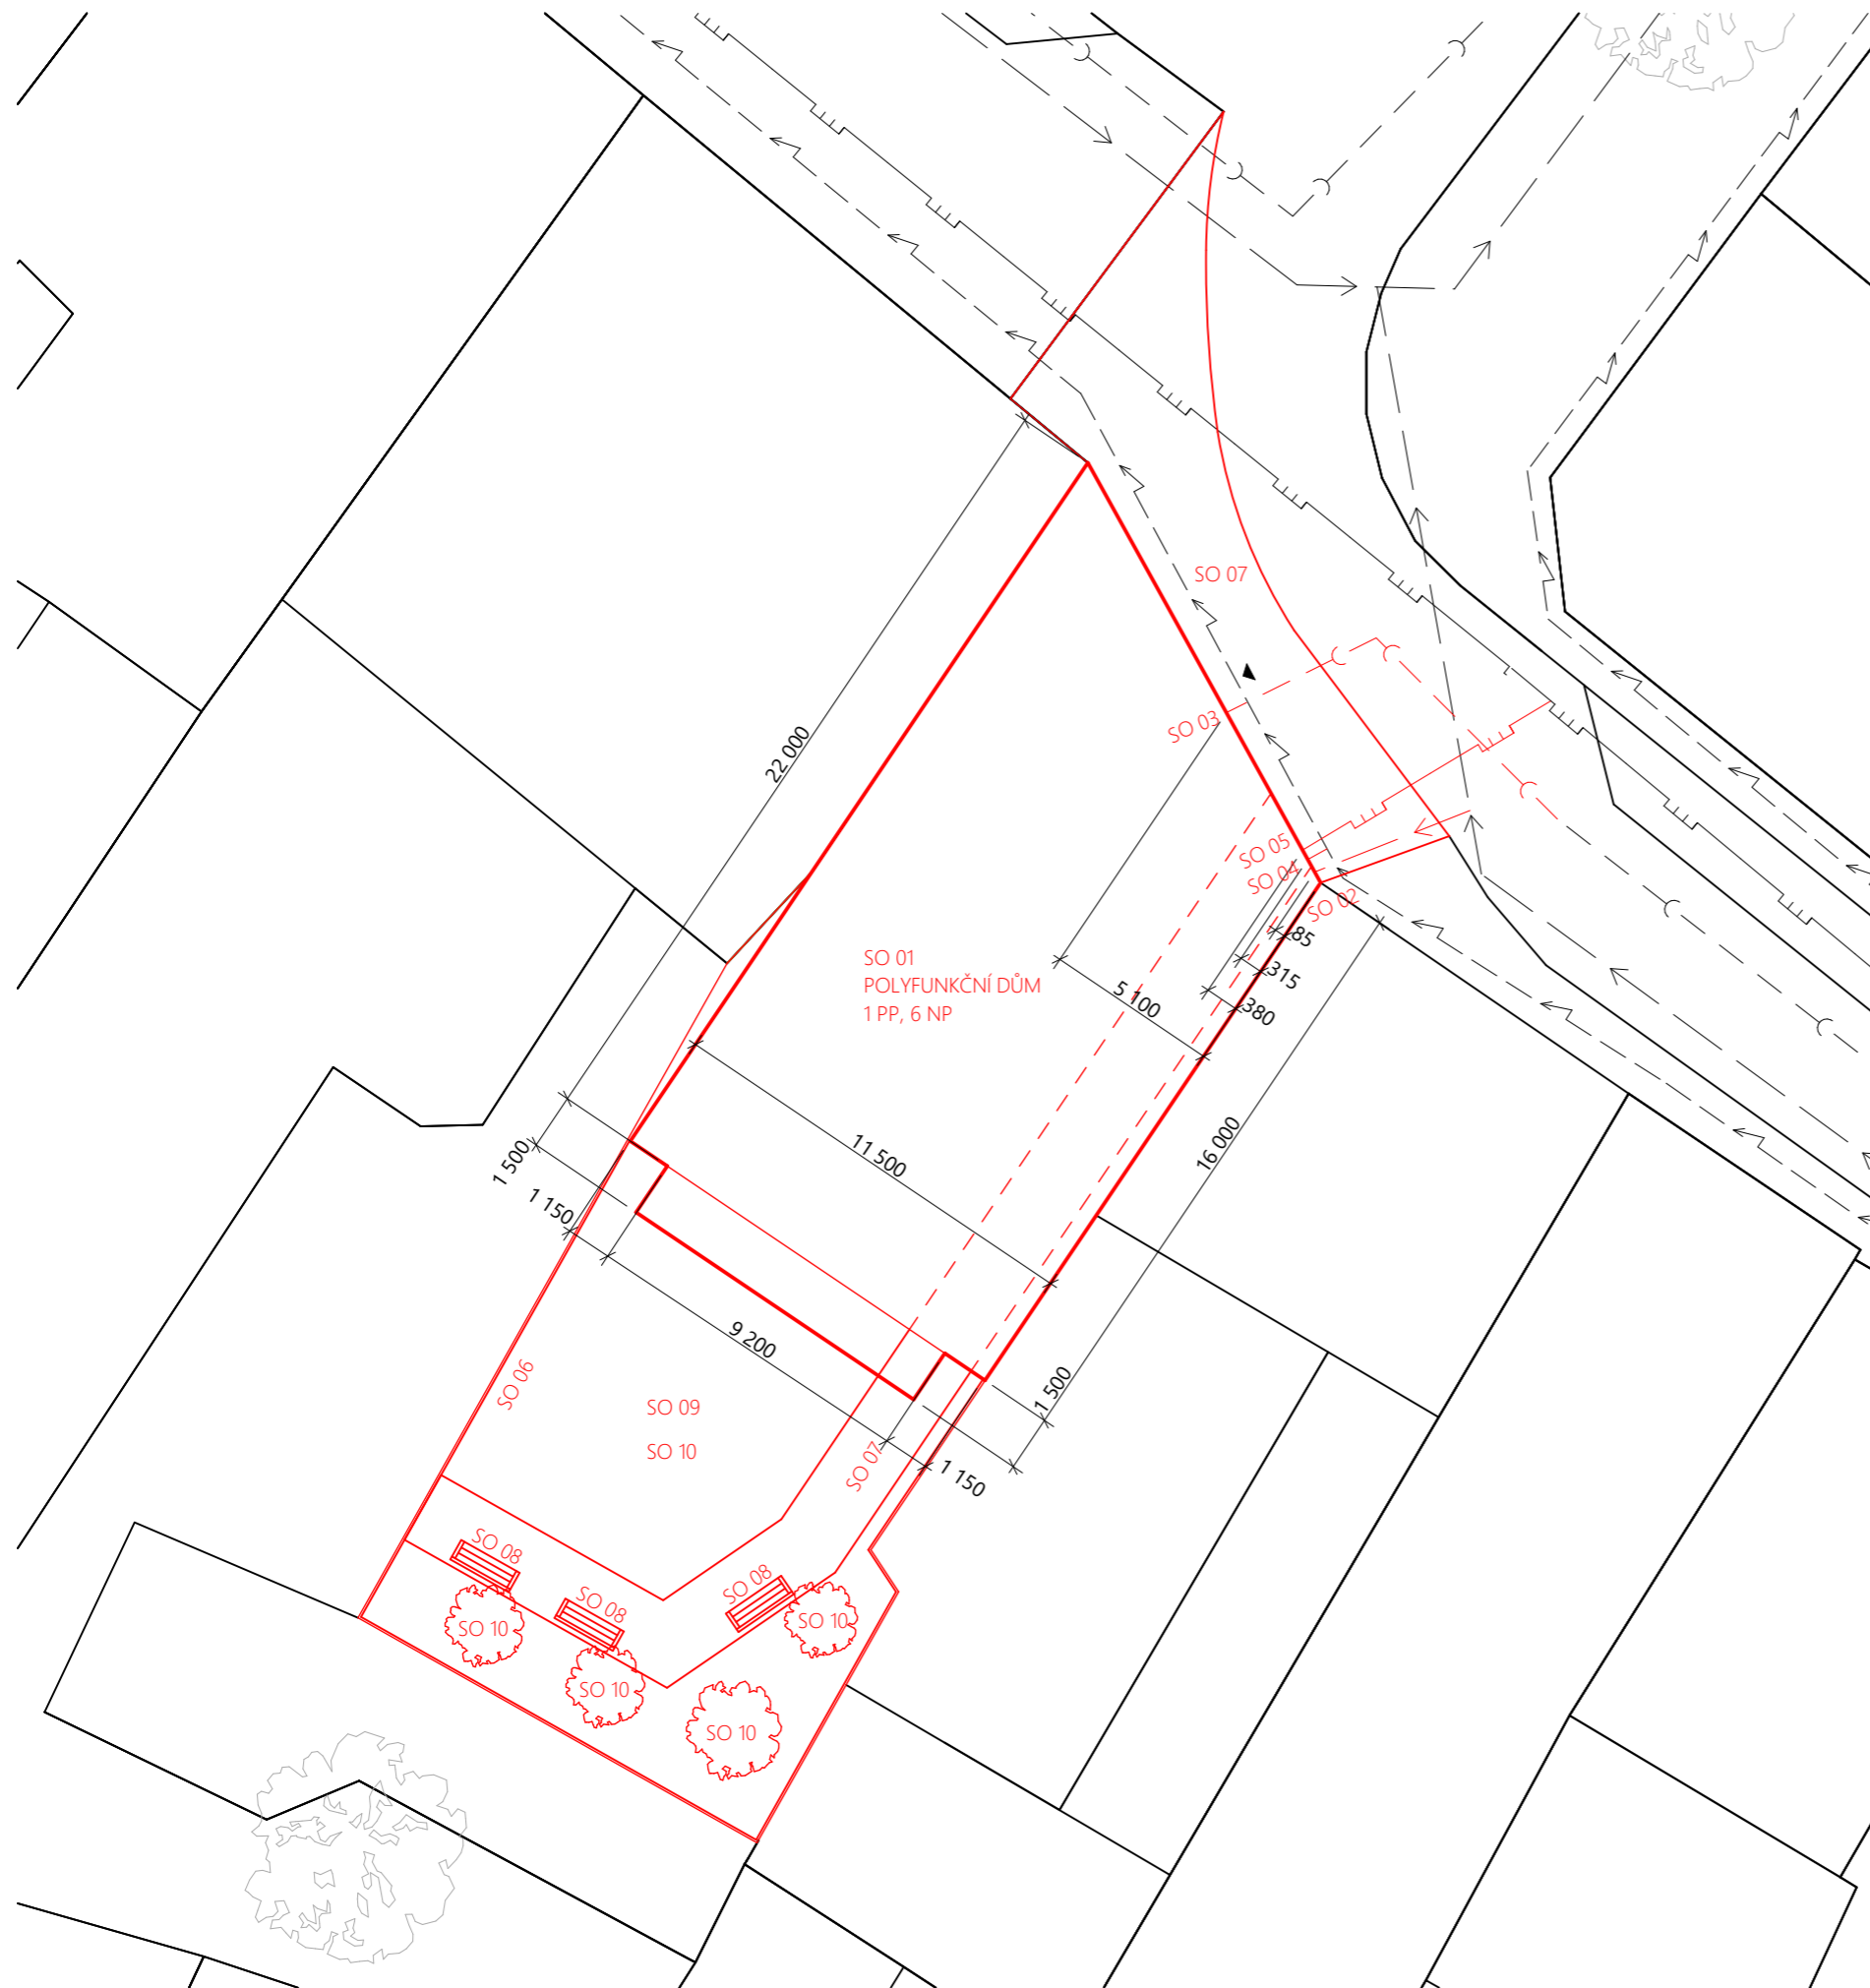 SO 07
SO 03
22 000
SO 05
SO 04
SO 02
85
SO 01
POLYFUNKČNÍ DŮM
1 PP, 6 NP
315
5 100
380
16 000
11 500
1 500
1 150
9 200
SO 06
1 500
SO 09
SO 10
SO 07
1 150
SO 08
SO 08
SO 08
SO 10
SO 10
SO 10
SO 10